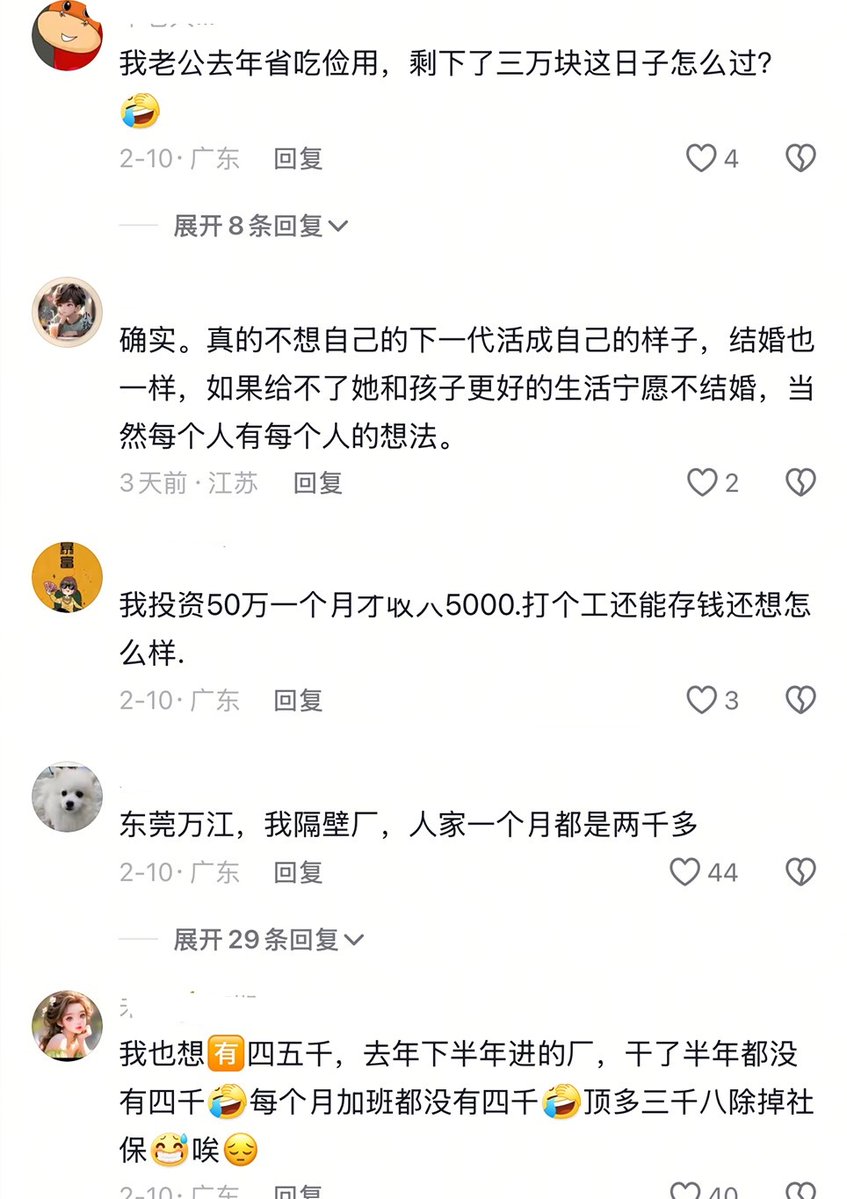 我老公去年省吃俭用，剩下了三万块这日子怎么过?
🤣
2-10· 广东 回复 4
展开8条回复
确实。真的不想自己的下一代活成自己的样子，结婚也
一样，如果给不了她和孩子更好的生活宁愿不结婚，当
然每个人有每个人的想法。
3天前 · 江苏 回复 2
暴富
我投资50万一个月才收入5000.打个工还能存钱还想怎
么样.
2-10· 广东 回复 3
东莞万江，我隔壁厂，人家一个月都是两千多
2-10· 广东 回复 44
展开29条回复
我也想🈶四五千，去年下半年进的厂，干了半年都没
有四千🤣每个月加班都没有四千🤣顶多三千八除掉社
保😅唉😔
2-10· 广东 回复 40